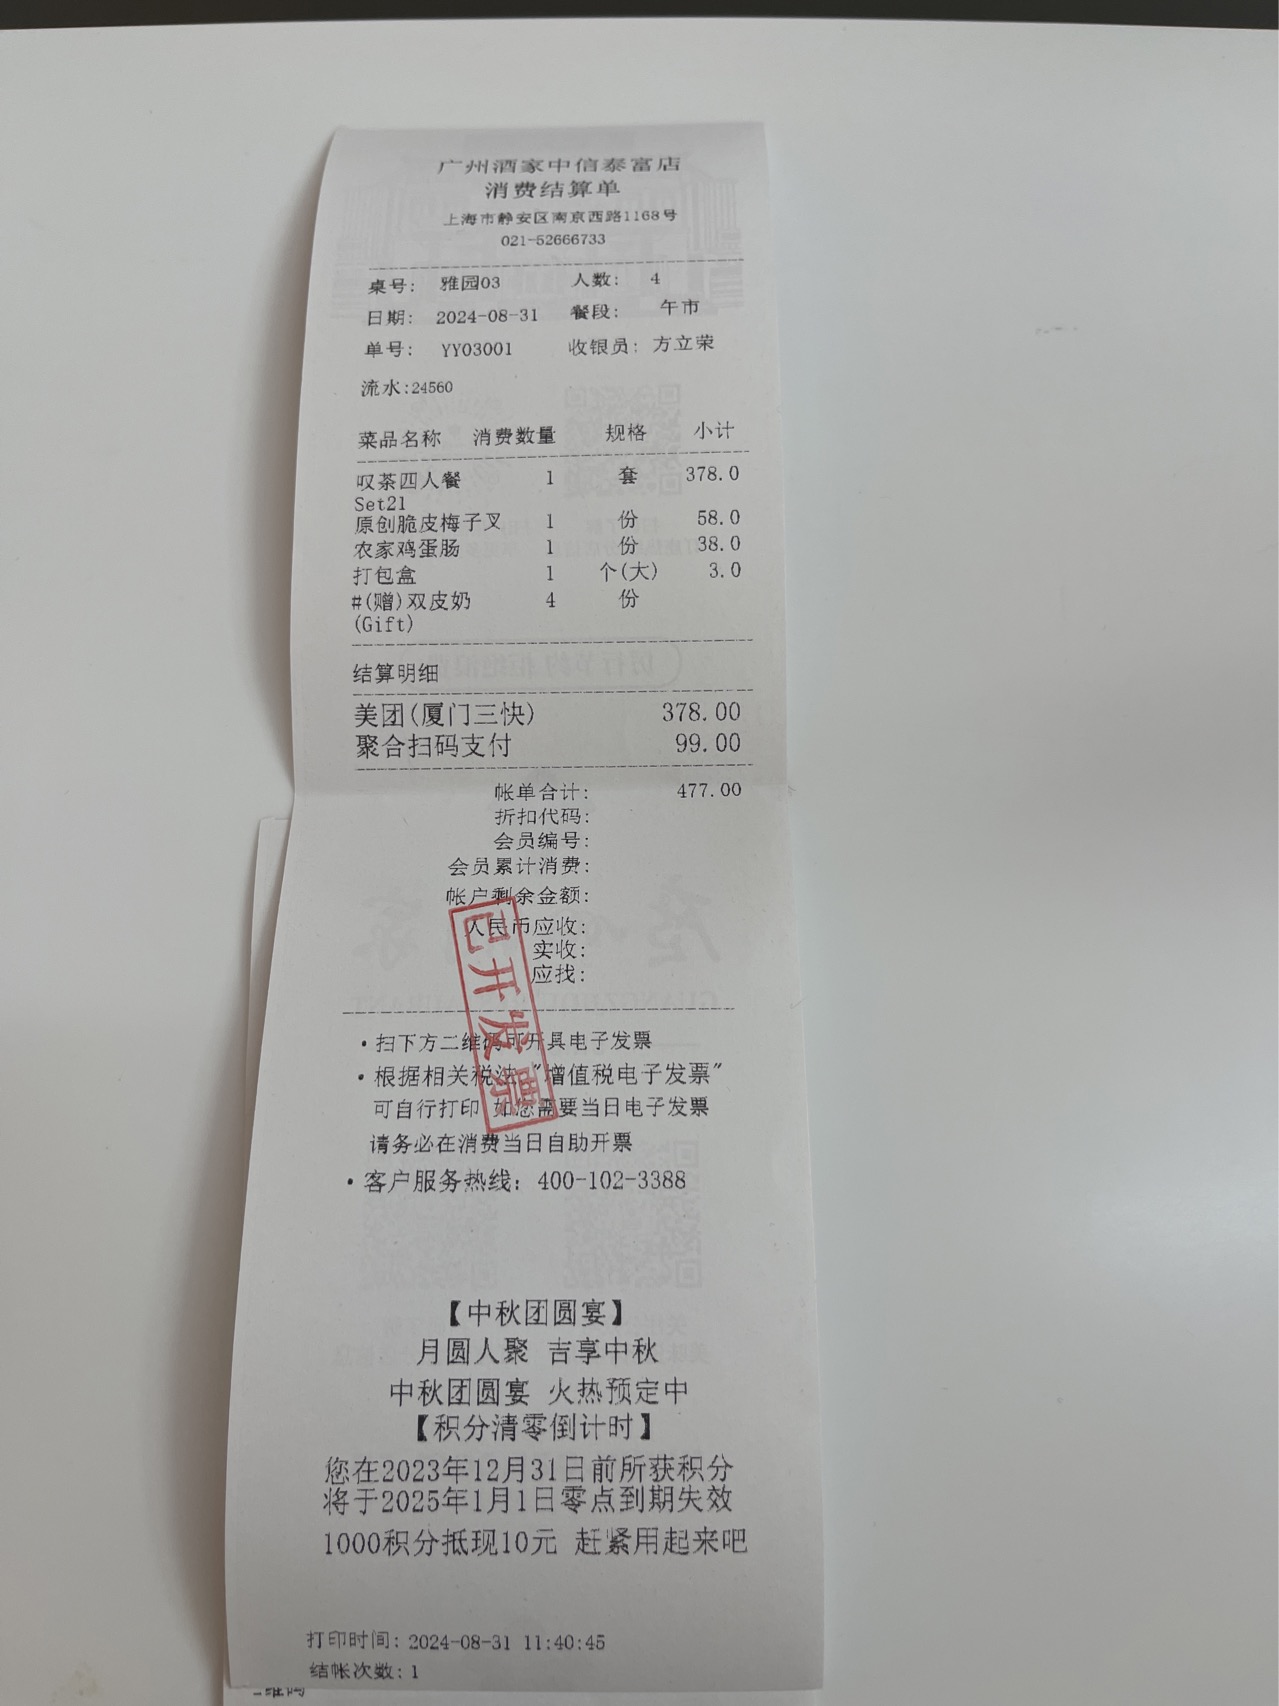 广州酒家中信泰富店
消费结算单
上海市静安区南京西路1168号
021-52666733
桌号: 雅园03 人数: 4
日期: 2024-08-31 餐段: 午市
单号: YY03001 收银员: 方立荣
流水:24560
菜品名称 消费数量 规格 小计
叹茶四人餐 1 套 378.0
Set21
原创脆皮梅子叉 1 份 58.0
农家鸡蛋肠 1 份 38.0
打包盒 1 个(大) 3.0
#(赠)双皮奶 4 份
(Gift)
结算明细
美团(厦门三快) 378.00
聚合扫码支付 99.00
帐单合计: 477.00
折扣代码:
会员编号:
会员累计消费:
帐户剩余金额:
人民币应收:
实收:
应找:
已开发票
·扫下方二维码可开具电子发票
·根据相关税法"增值税电子发票"
可自行打印 如您需要当日电子发票
请务必在消费当日自助开票
·客户服务热线: 400-102-3388
【中秋团圆宴】
月圆人聚 吉享中秋
中秋团圆宴 火热预定中
【积分清零倒计时】
您在2023年12月31日前所获积分
将于2025年1月1日零点到期失效
1000积分抵现10元 赶紧用起来吧
打印时间: 2024-08-31 11:40:45
结帐次数: 1